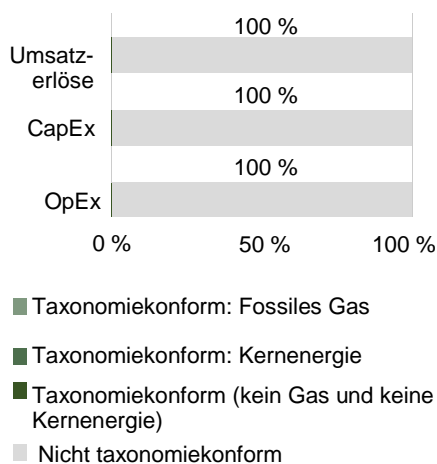 100 %
Umsatz-
erlöse
100 %
CapEx
100 %
OpEx
0 % 50 % 100 %
Taxonomiekonform: Fossiles Gas
Taxonomiekonform: Kernenergie
Taxonomiekonform (kein Gas und keine
Kernenergie)
Nicht taxonomiekonform